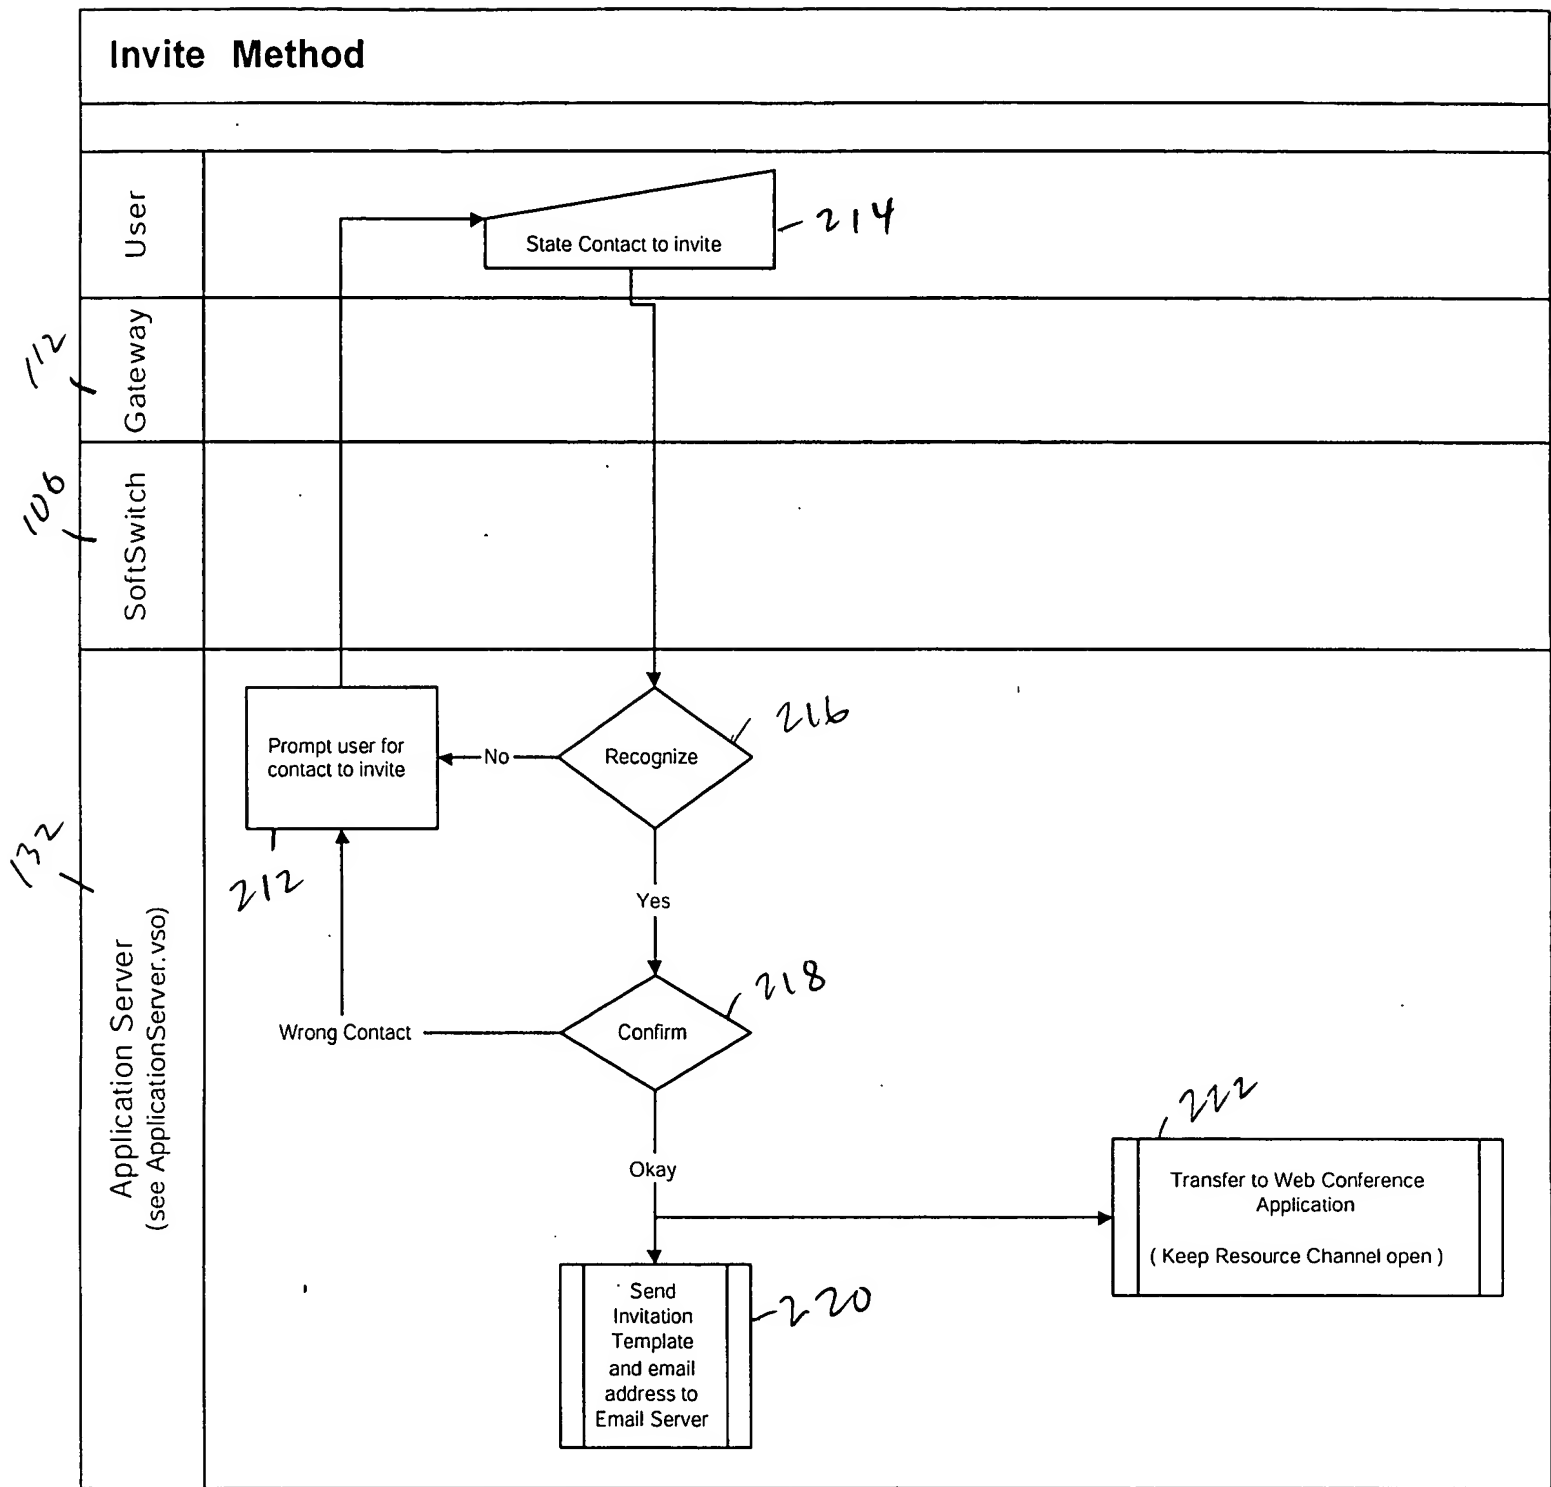 Invite Method
User
State Contact to invite
214
112
Gateway
106
SoftSwitch
Prompt user for
contact to invite
No
Recognize
216
212
Yes
132
Application Server
(see ApplicationServer.vso)
Wrong Contact
Confirm
218
Okay
222
Transfer to Web Conference
Application
( Keep Resource Channel open )
Send
Invitation
Template
and email
address to
Email Server
220